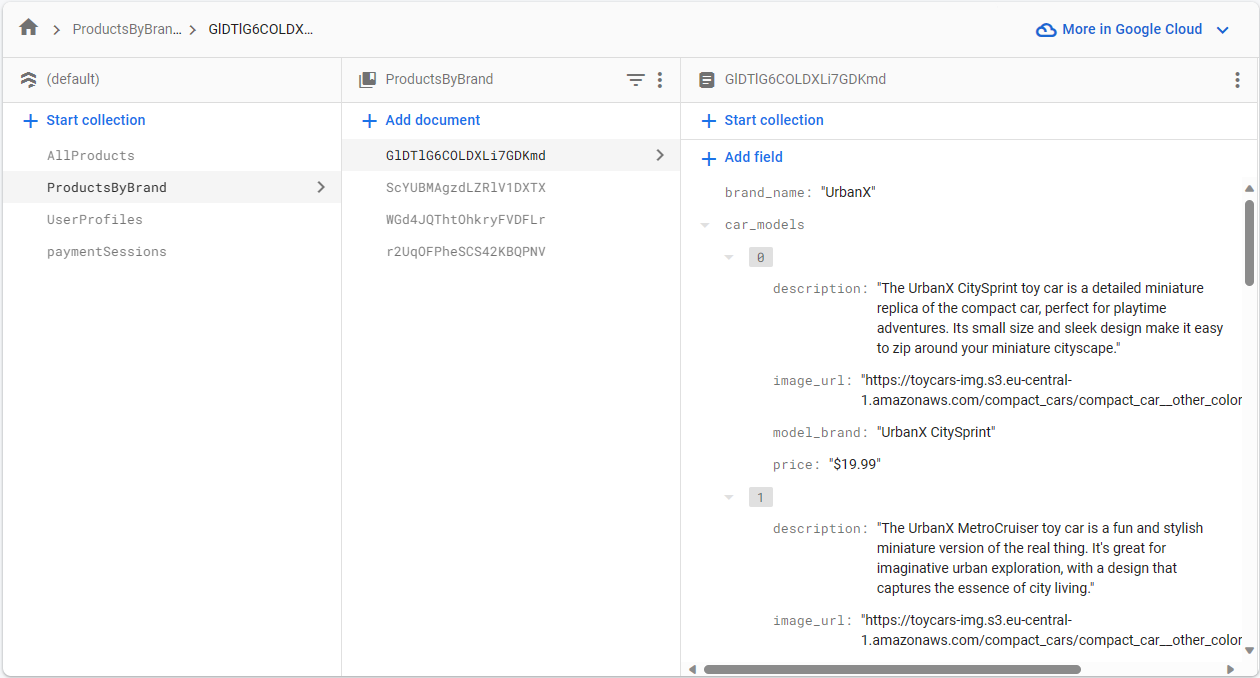 ProductsByBran... GlDTlG6COLDX...
More in Google Cloud
(default)
ProductsByBrand
GlDTlG6COLDXLi7GDKmd
Start collection
Add document
Start collection
AllProducts
ProductsByBrand
UserProfiles
paymentSessions
GlDTlG6COLDXLi7GDKmd
ScYUBMAgzdLZRlV1DXTX
WGd4JQThtOhkryFVDFLr
r2UqOFPheSCS42KBQPNV
Add field
brand_name: "UrbanX"
car_models
0
description: "The UrbanX CitySprint toy car is a detailed miniature
replica of the compact car, perfect for playtime
adventures. Its small size and sleek design make it easy
to zip around your miniature cityscape."
image_url: "https://toycars-img.s3.eu-central-
1.amazonaws.com/compact_cars/compact_car__other_color
model_brand: "UrbanX CitySprint"
price: "$19.99"
1
description: "The UrbanX MetroCruiser toy car is a fun and stylish
miniature version of the real thing. It's great for
imaginative urban exploration, with a design that
captures the essence of city living."
image_url: "https://toycars-img.s3.eu-central-
1.amazonaws.com/compact_cars/compact_car__other_color